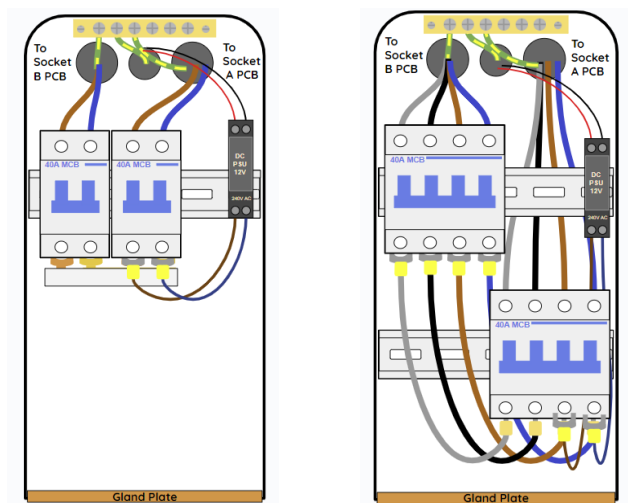 To
Socket
B PCB
To
Socket
A PCB
40A MCB
40A MCB
DC
PSU
12V
240V AC
Gland Plate
To
Socket
B PCB
To
Socket
A PCB
40A MCB
DC
PSU
12V
240V AC
40A MCB
Gland Plate